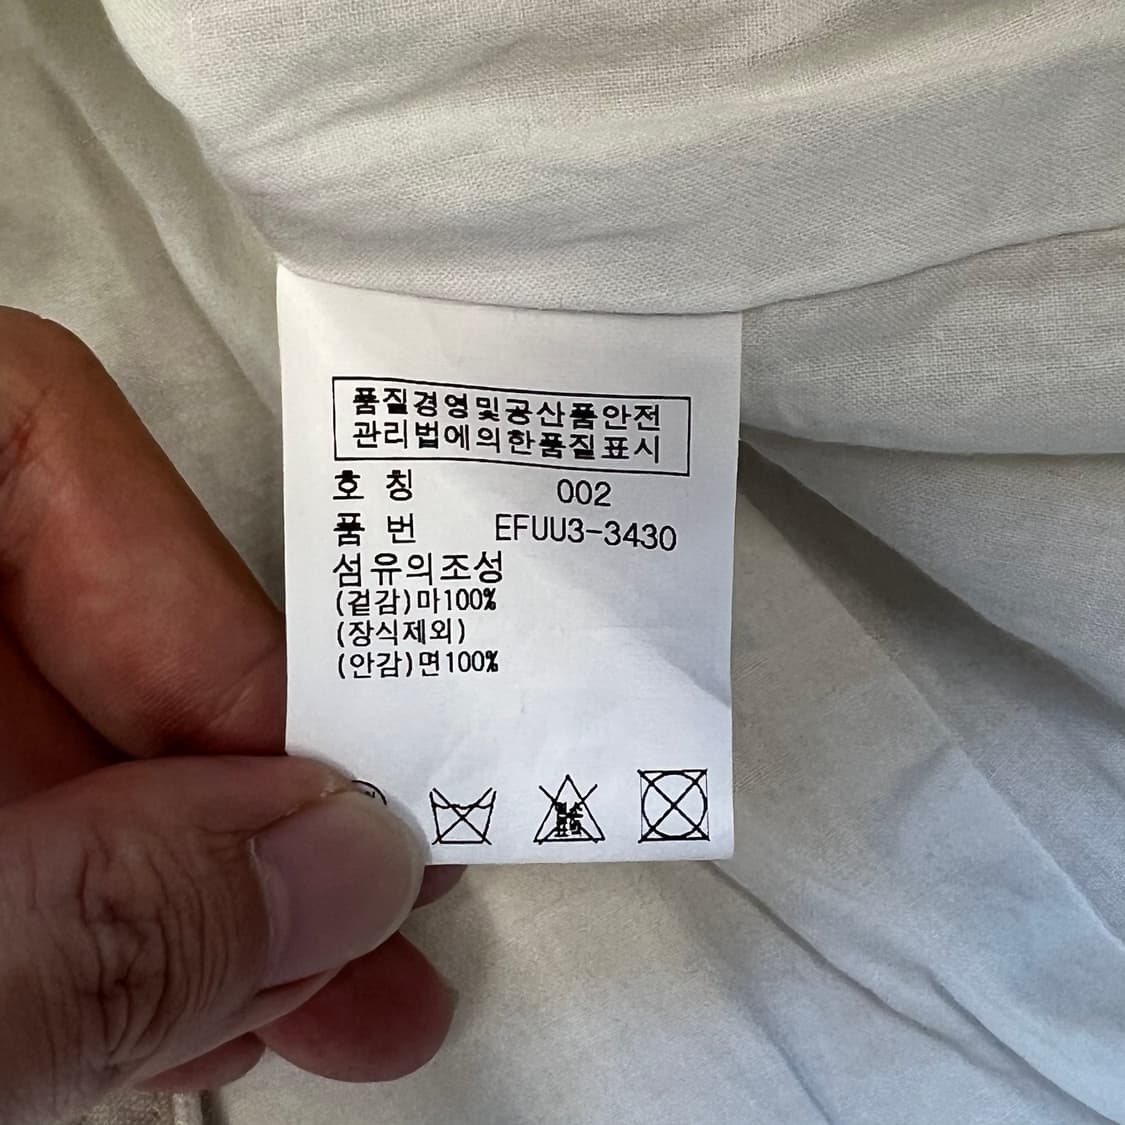 품질경영및공산품안전
관리법에의한품질표시
호 칭 002
품 번 EFUU3-3430
섬유의조성
(겉감)마100%
(장식제외)
(안감)면100%